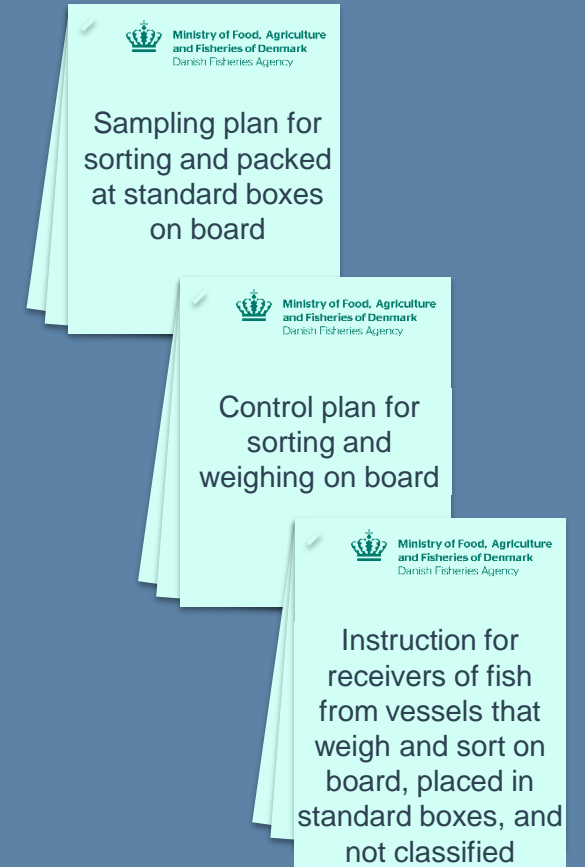 Ministry of Food, Agriculture
and Fisheries of Denmark
Danish Fisheries Agency
Sampling plan for
sorting and packed
at standard boxes
on board
Ministry of Food, Agriculture
and Fisheries of Denmark
Danish Fisheries Agency
Control plan for
sorting and
weighing on board
Ministry of Food, Agriculture
and Fisheries of Denmark
Danish Fisheries Agency
Instruction for
receivers of fish
from vessels that
weigh and sort on
board, placed in
standard boxes, and
not classified